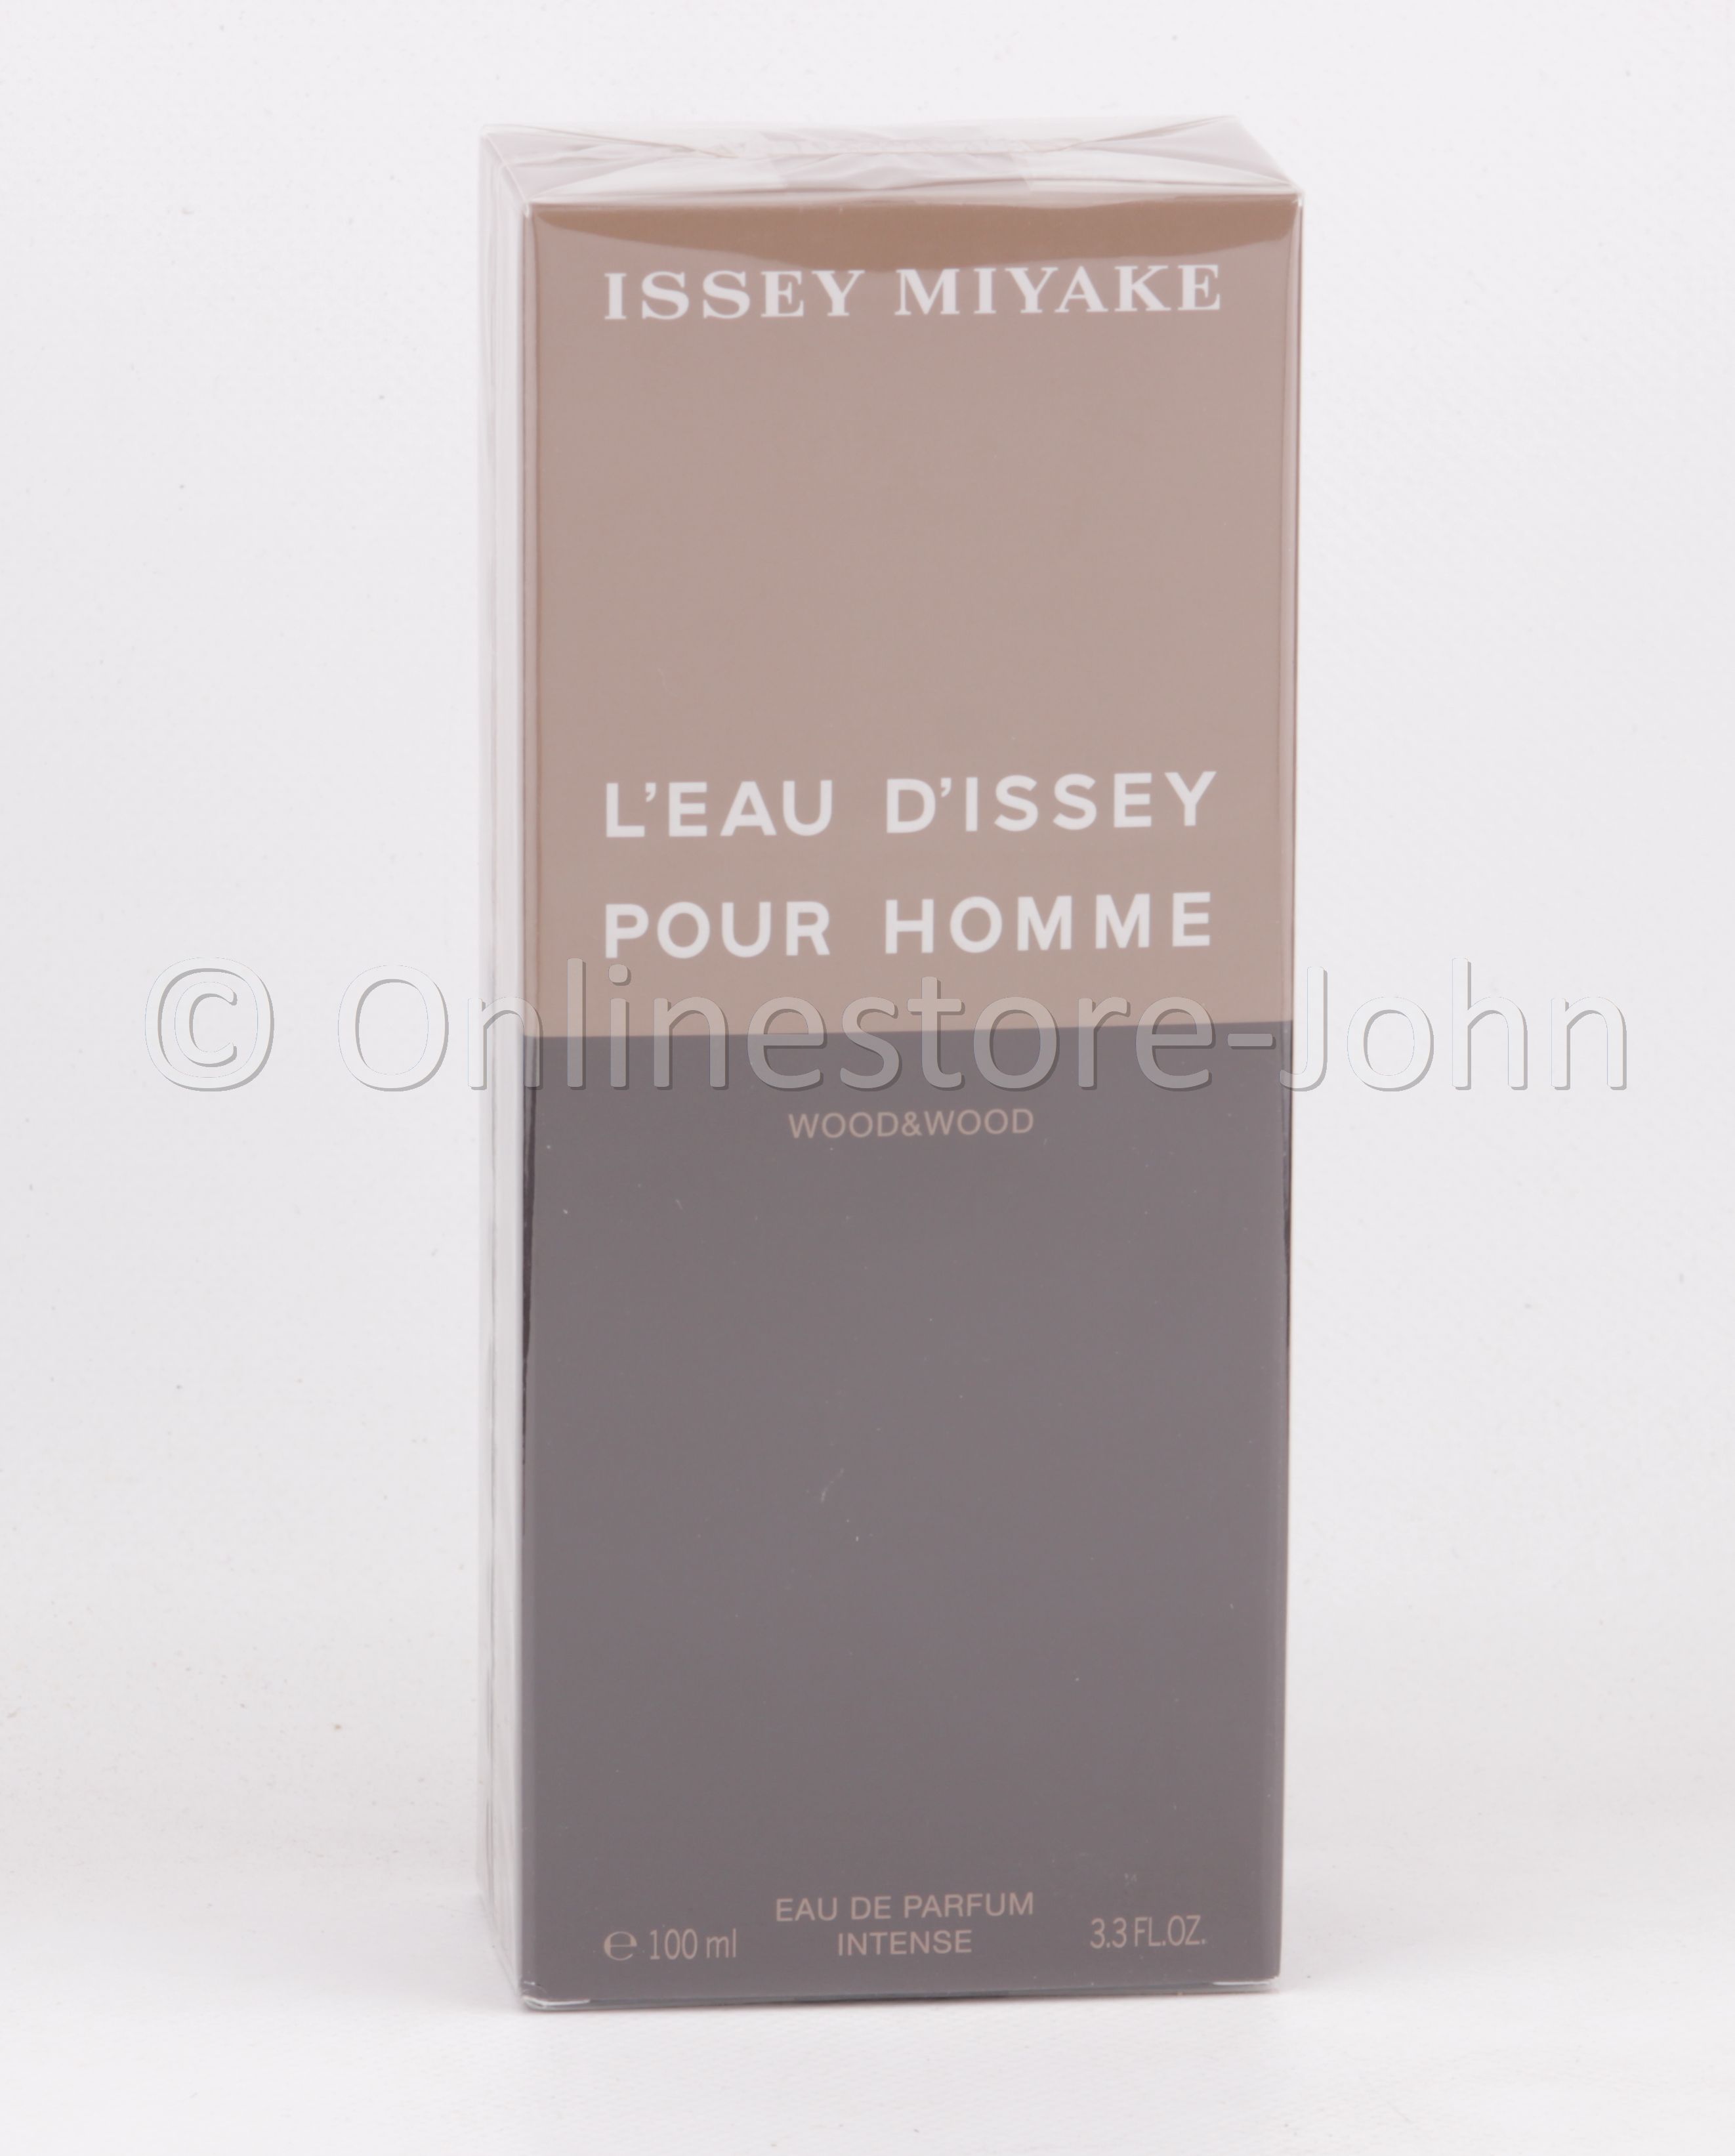 ISSEY MIYAKE
L'EAU D'ISSEY
POUR HOMME
© Onlinestore-John
WOOD&WOOD
EAU DE PARFUM
INTENSE
℮ 100 ml
3.3 FL.OZ.